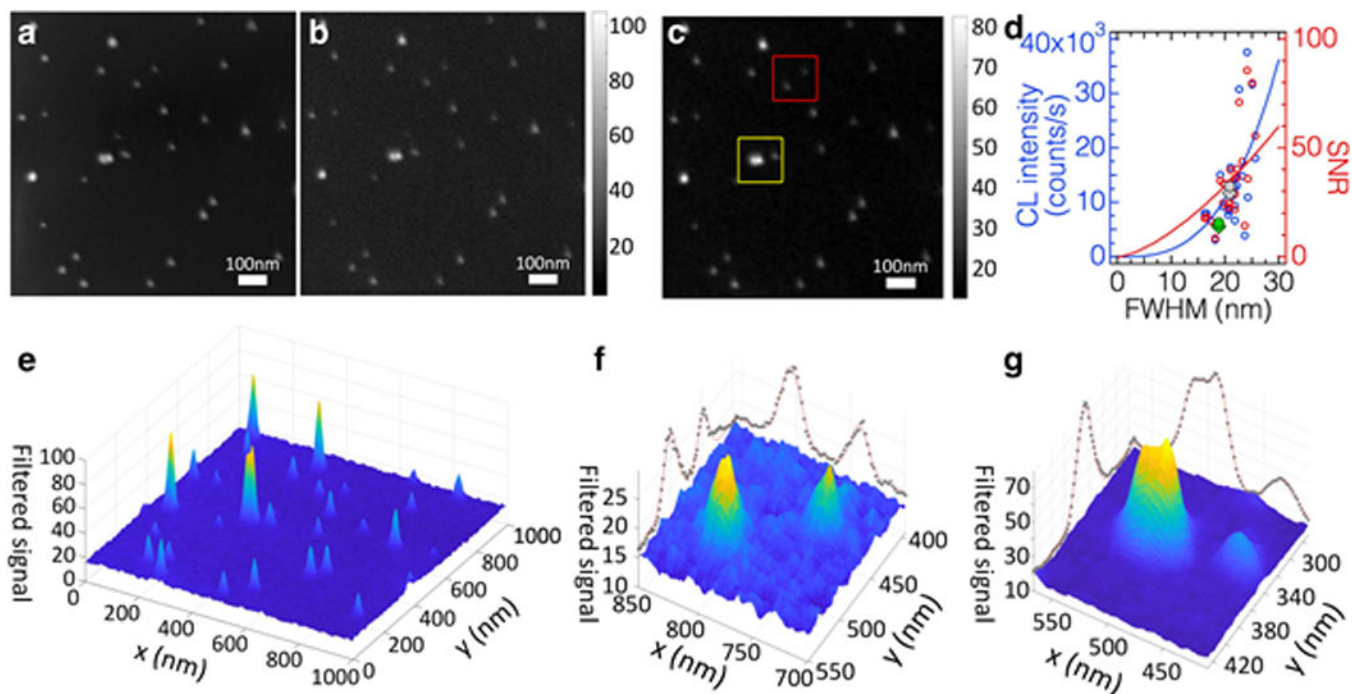 a
100nm
b
100nm
100
80
60
40
20
c
100nm
80
70
60
50
40
30
20
d
CL intensity
(counts/s)
40x10³
30
20
10
0
0 10 20 30
FWHM (nm)
100
50
0
SNR
e
Filtered signal
100
80
60
40
20
0
0
200
400
600
800
1000
x (nm)
0
200
400
600
800
1000
y (nm)
f
Filtered signal
25
20
15
10
850
800
750
700
x (nm)
550
500
450
400
y (nm)
g
Filtered signal
70
50
30
10
550
500
450
x (nm)
420
380
340
300
y (nm)